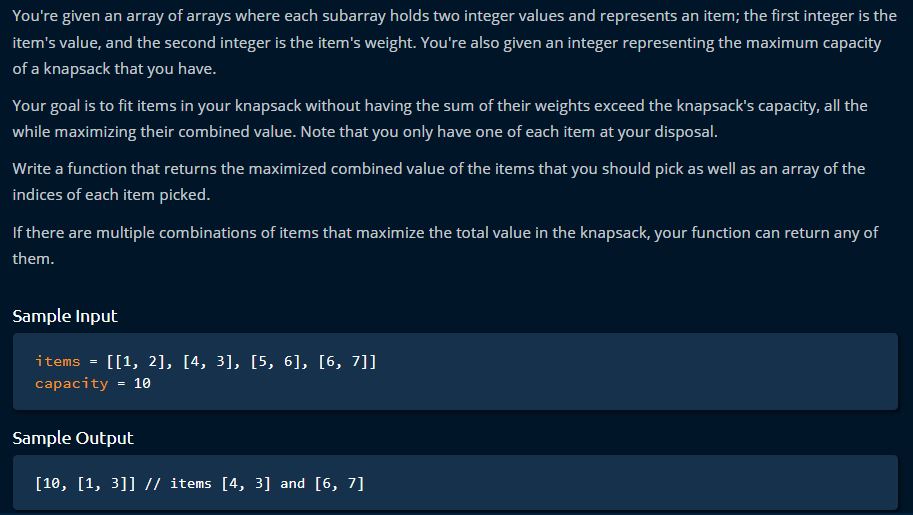 You're given an array of arrays where each subarray holds two integer values and represents an item; the first integer is the
item's value, and the second integer is the item's weight. You're also given an integer representing the maximum capacity
of a knapsack that you have.
Your goal is to fit items in your knapsack without having the sum of their weights exceed the knapsack's capacity, all the
while maximizing their combined value. Note that you only have one of each item at your disposal.
Write a function that returns the maximized combined value of the items that you should pick as well as an array of the
indices of each item picked.
If there are multiple combinations of items that maximize the total value in the knapsack, your function can return any of
them.
Sample Input
items = [[1, 2], [4, 3], [5, 6], [6, 7]]
capacity = 10
Sample Output
[10, [1, 3]] // items [4, 3] and [6, 7]